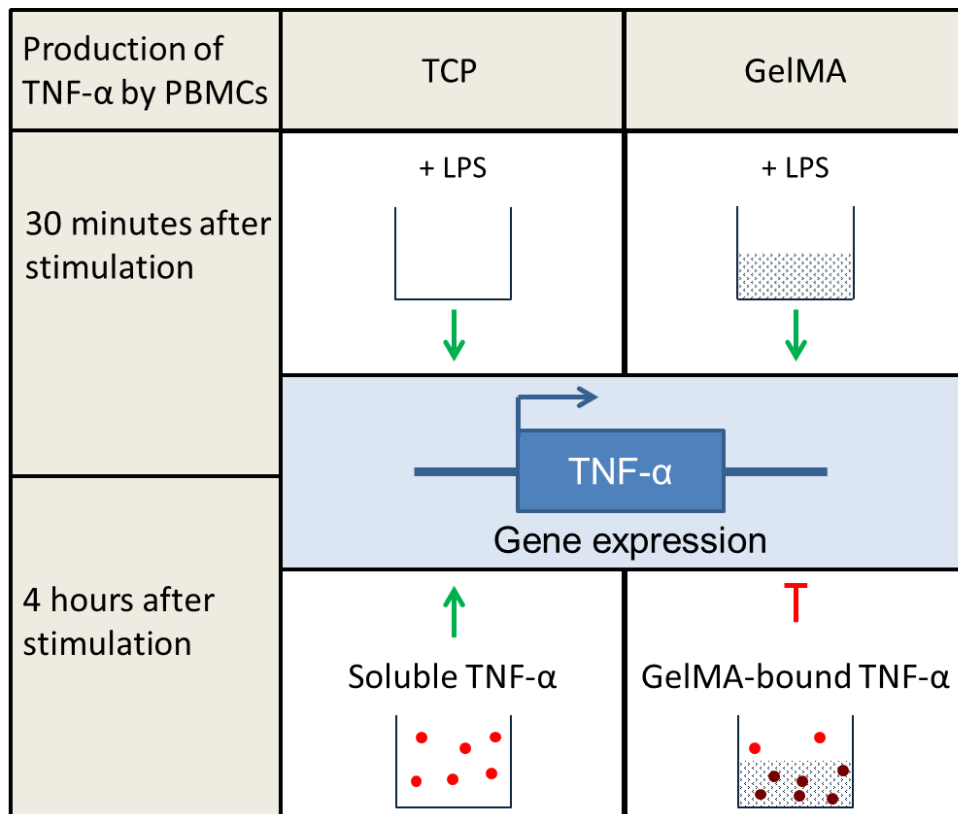 Production of
TNF-α by PBMCs
TCP
GelMA
30 minutes after
stimulation
+ LPS
+ LPS
TNF-α
Gene expression
4 hours after
stimulation
Soluble TNF-α
GelMA-bound TNF-α